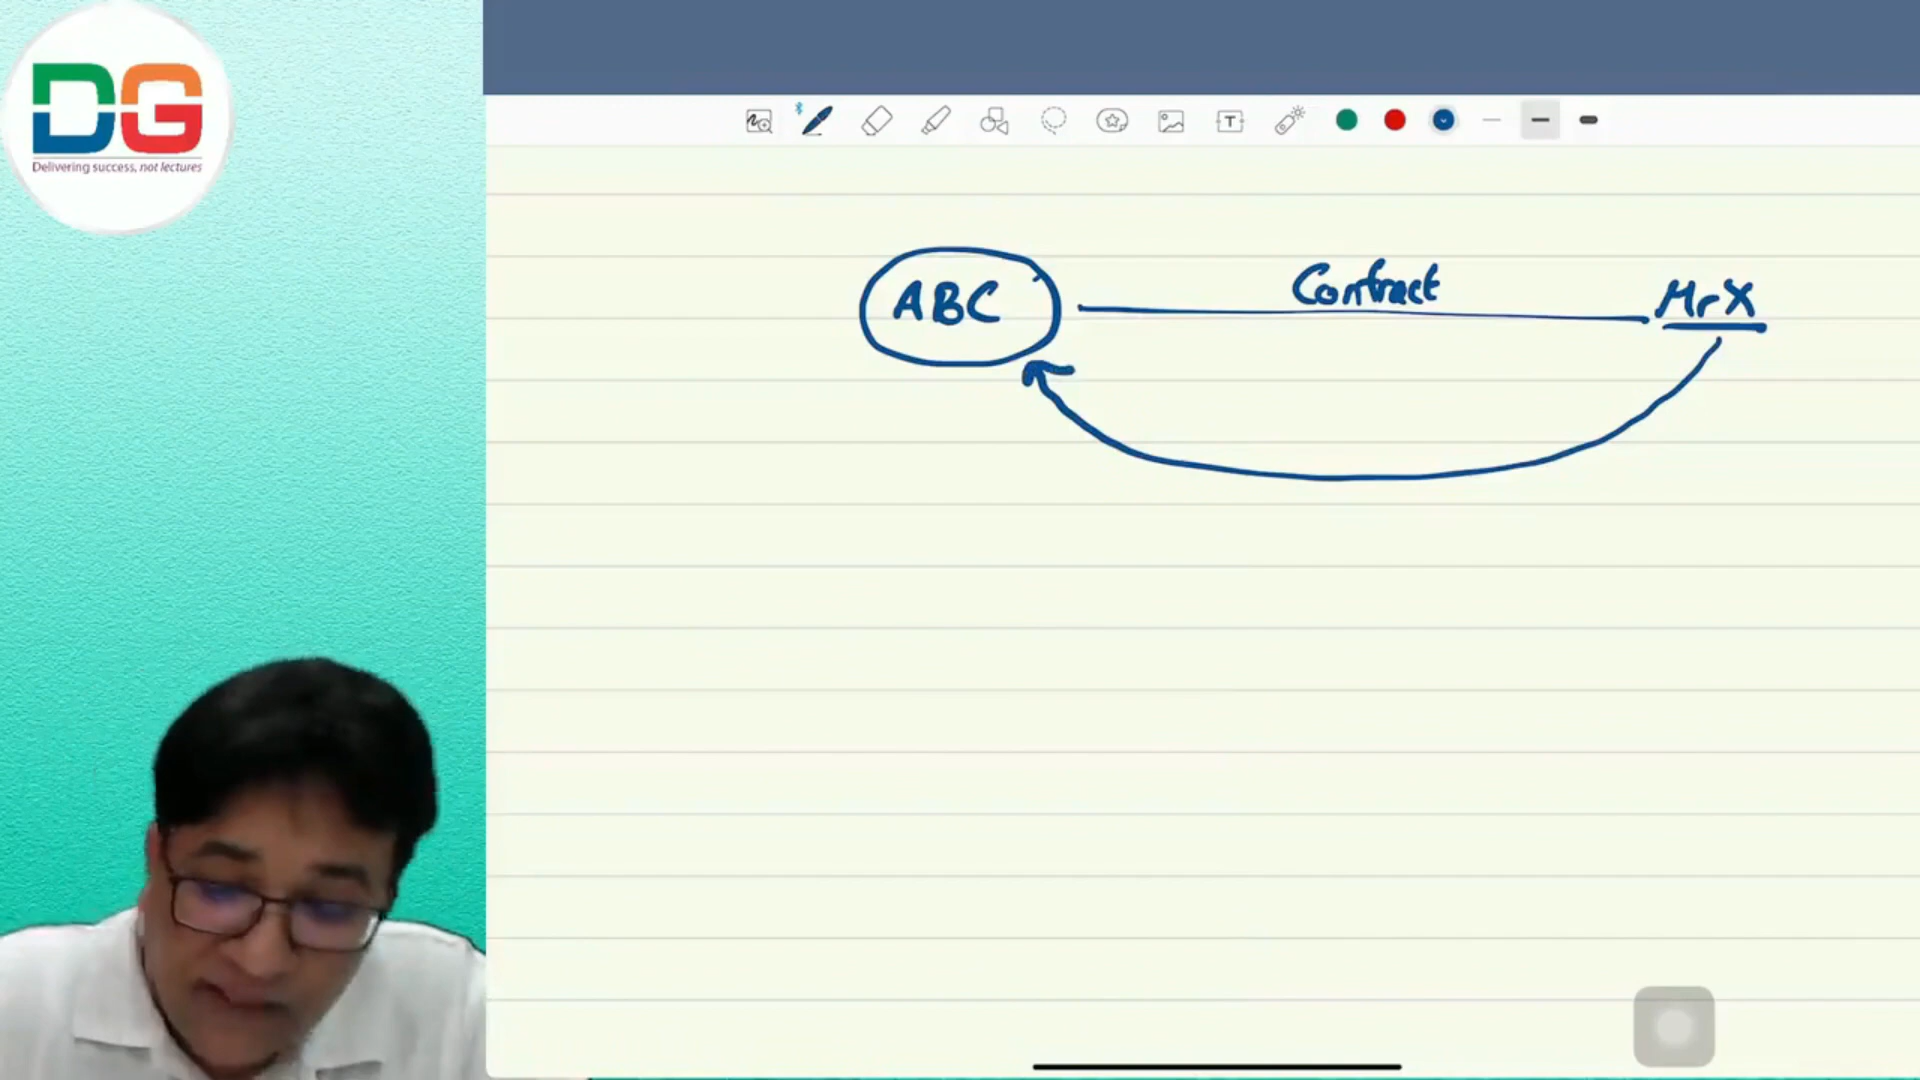 DG
Delivering success, not lectures
T
Contract
ABC
Mr X